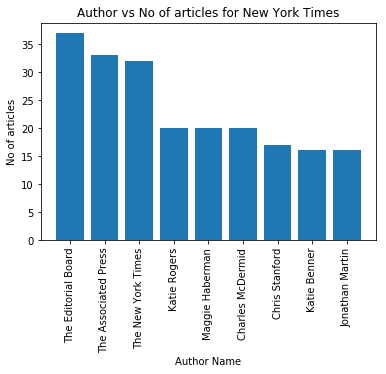 Author vs No of articles for New York Times
No of articles
35
30
25
20
15
10
5
0
The Editorial Board
The Associated Press
The New York Times
Katie Rogers
Maggie Haberman
Charles McDermid
Chris Stanford
Katie Benner
Jonathan Martin
Author Name